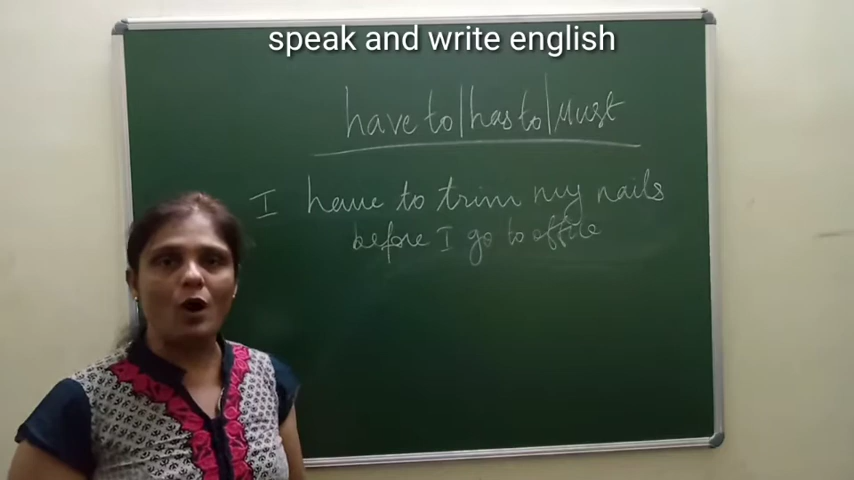 speak and write english
have to/has to/Must
I have to trim my nails
before I go to office